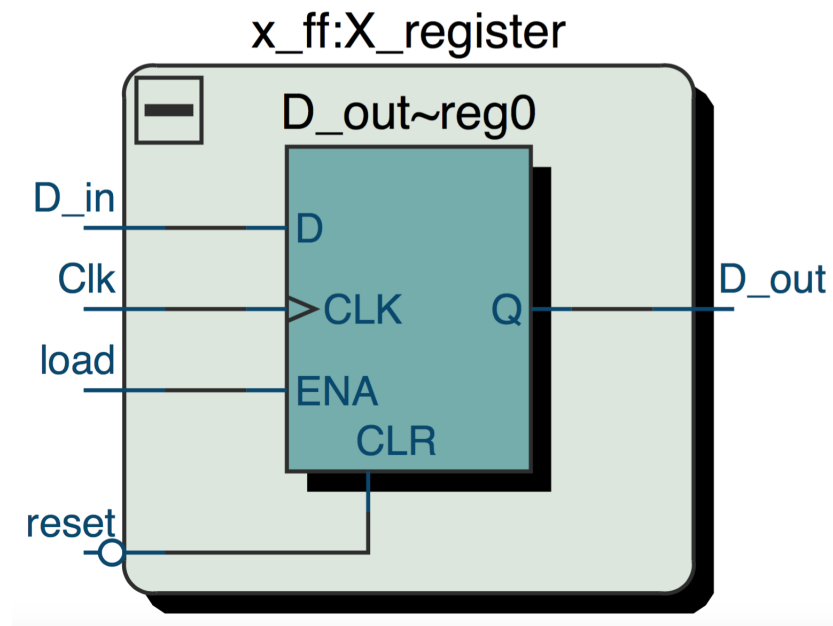 x_ff:X_register
D_out~reg0
D_in
D
Clk
CLK
Q
D_out
load
ENA
CLR
reset